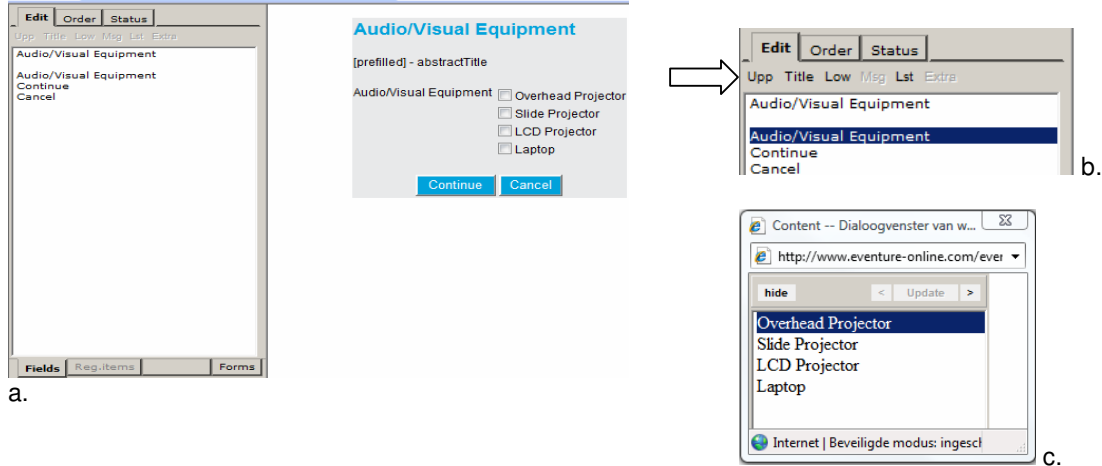 Edit Order Status
Upp Title Low Msg Lst Extra
Audio/Visual Equipment
Audio/Visual Equipment
Continue
Cancel
Fields Reg.items Forms
a.
Audio/Visual Equipment
[prefilled] - abstractTitle
Audio/Visual Equipment Overhead Projector
Slide Projector
LCD Projector
Laptop
Continue Cancel
Edit Order Status
Upp Title Low Msg Lst Extra
Audio/Visual Equipment
Audio/Visual Equipment
Continue
Cancel
b.
Content -- Dialoogvenster van w...
http://www.eventure-online.com/ever
hide < Update >
Overhead Projector
Slide Projector
LCD Projector
Laptop
Internet | Beveiligde modus: ingesch
c.